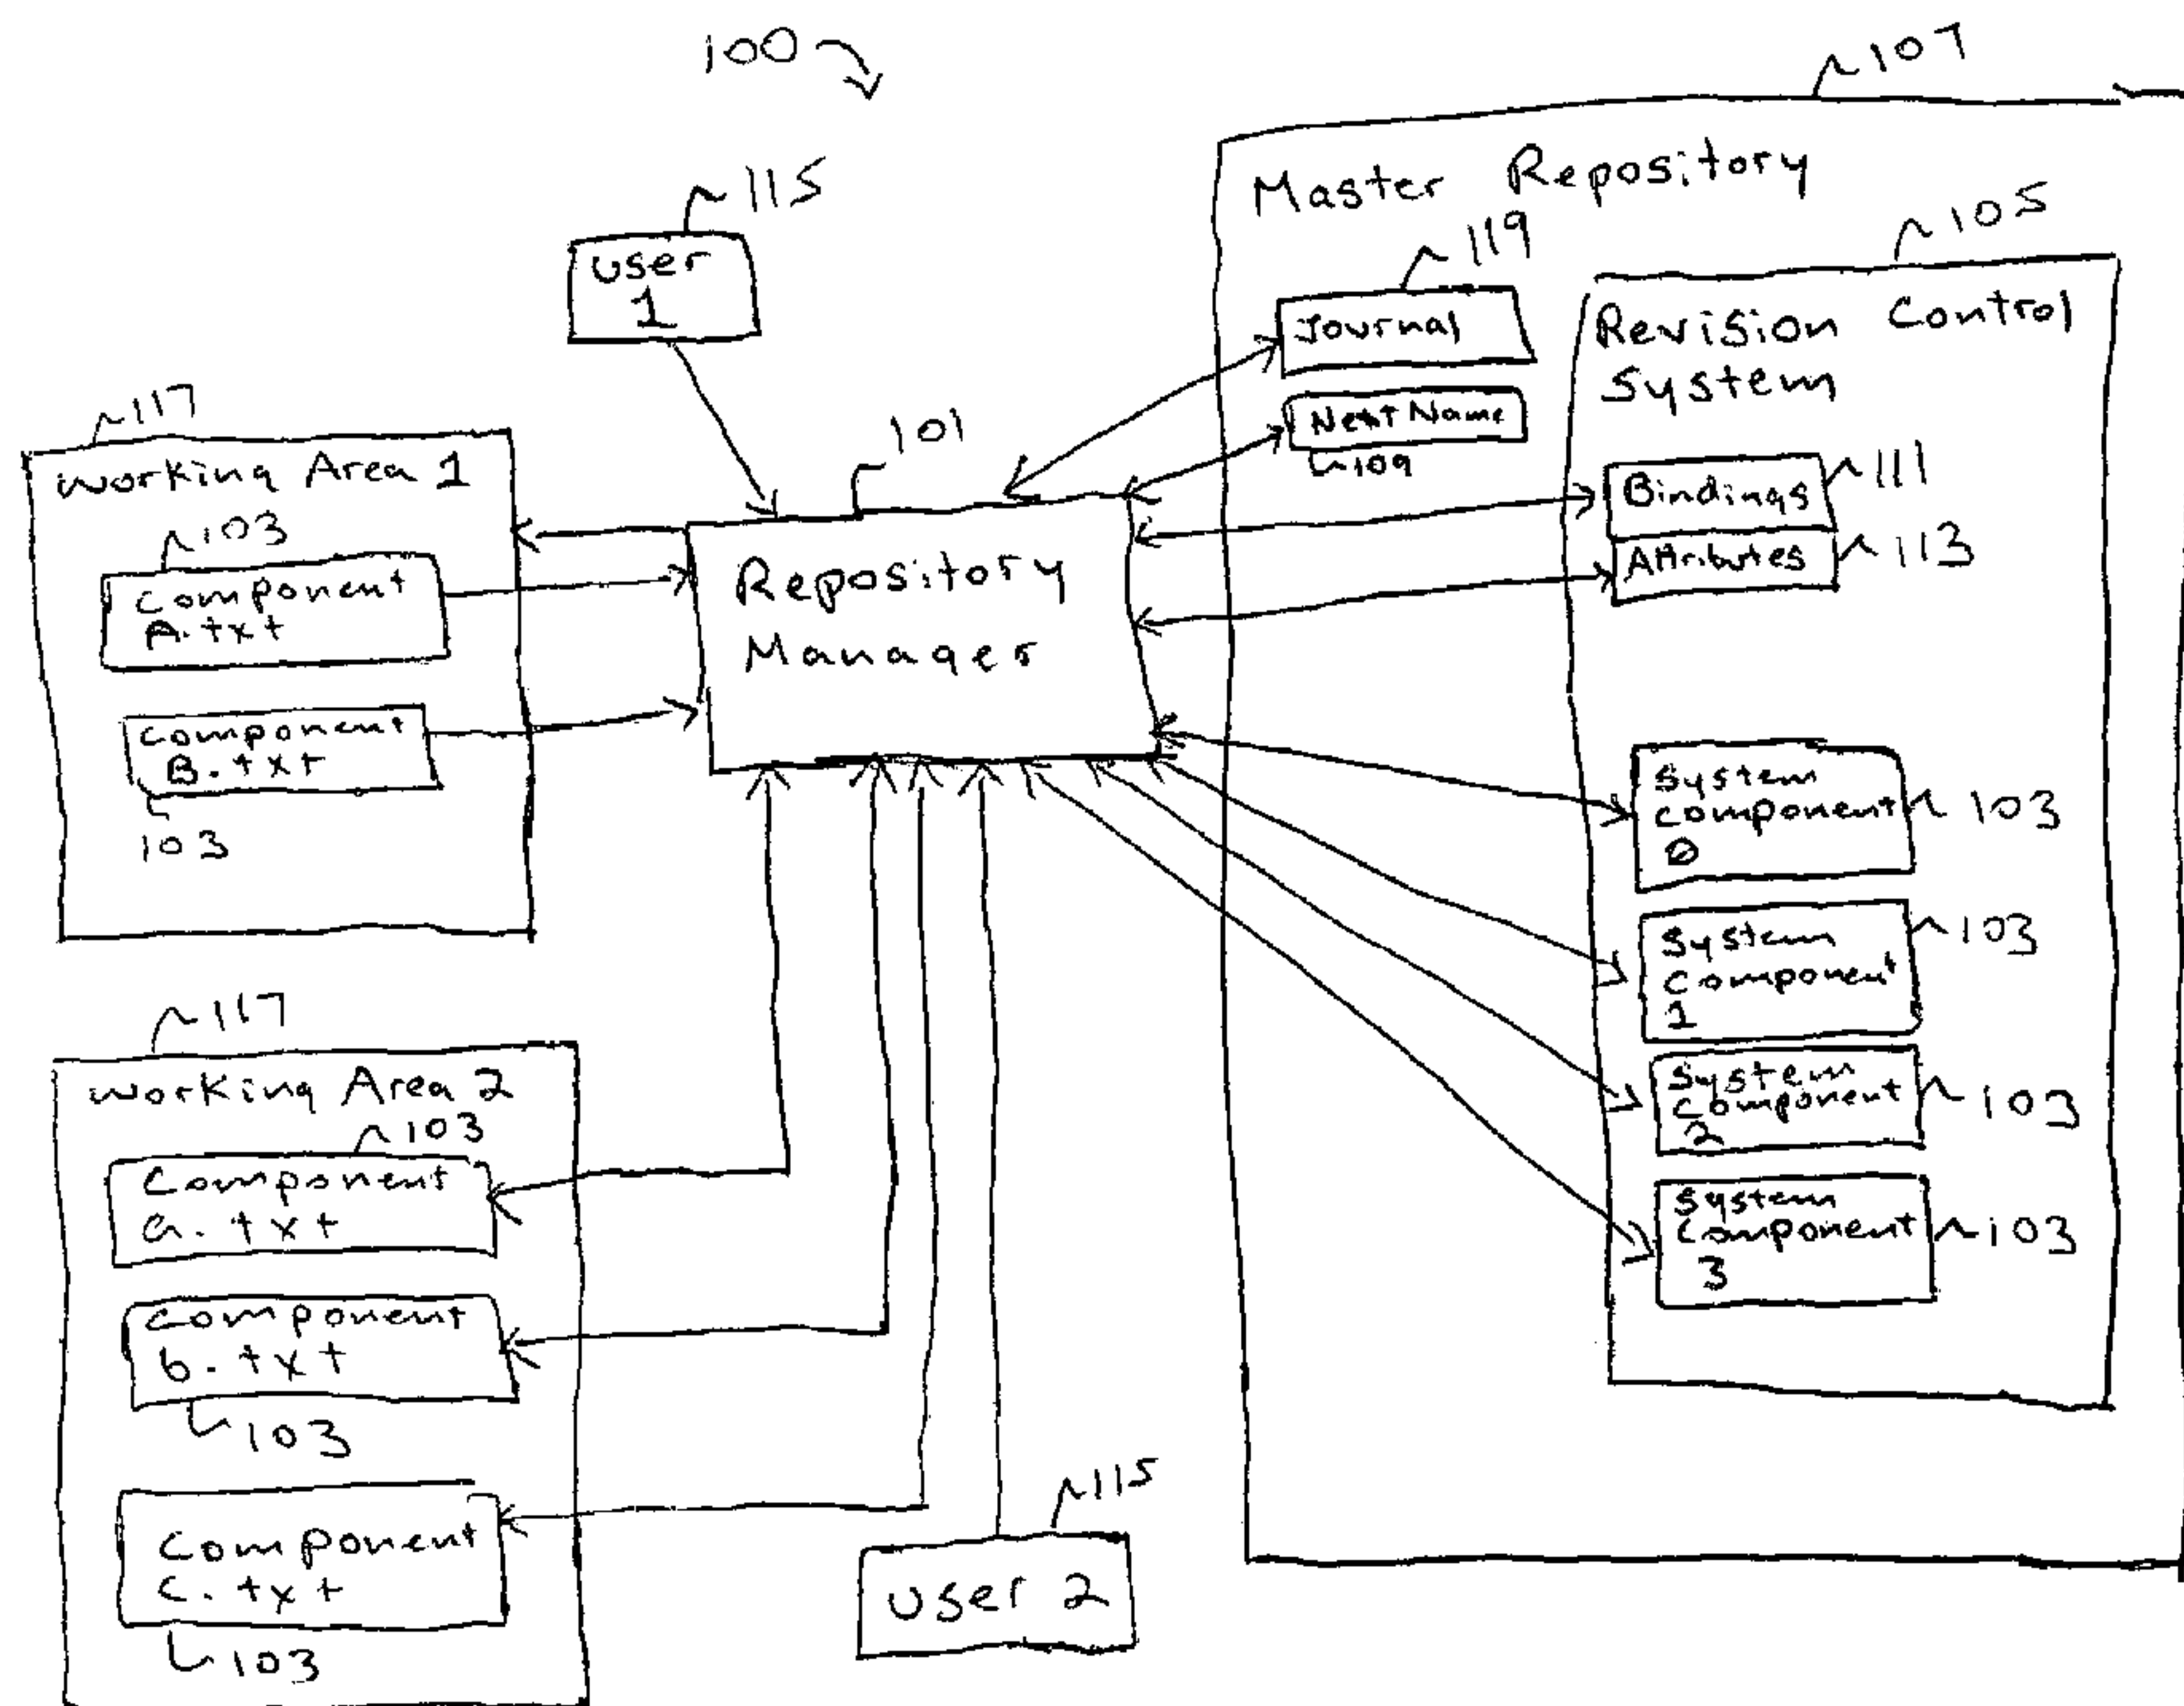 100
107
Master Repository
115
User
1
119
Journal
105
Revision Control
System
Next Name
109
117
Working Area 1
101
Bindings
111
Attributes
113
103
Component
A.txt
Repository
Manager
Component
B.txt
103
System
Component
0
103
System
Component
1
103
System
Component
2
103
System
Component
3
103
117
Working Area 2
103
Component
a.txt
Component
b.txt
103
Component
c.txt
103
115
User 2